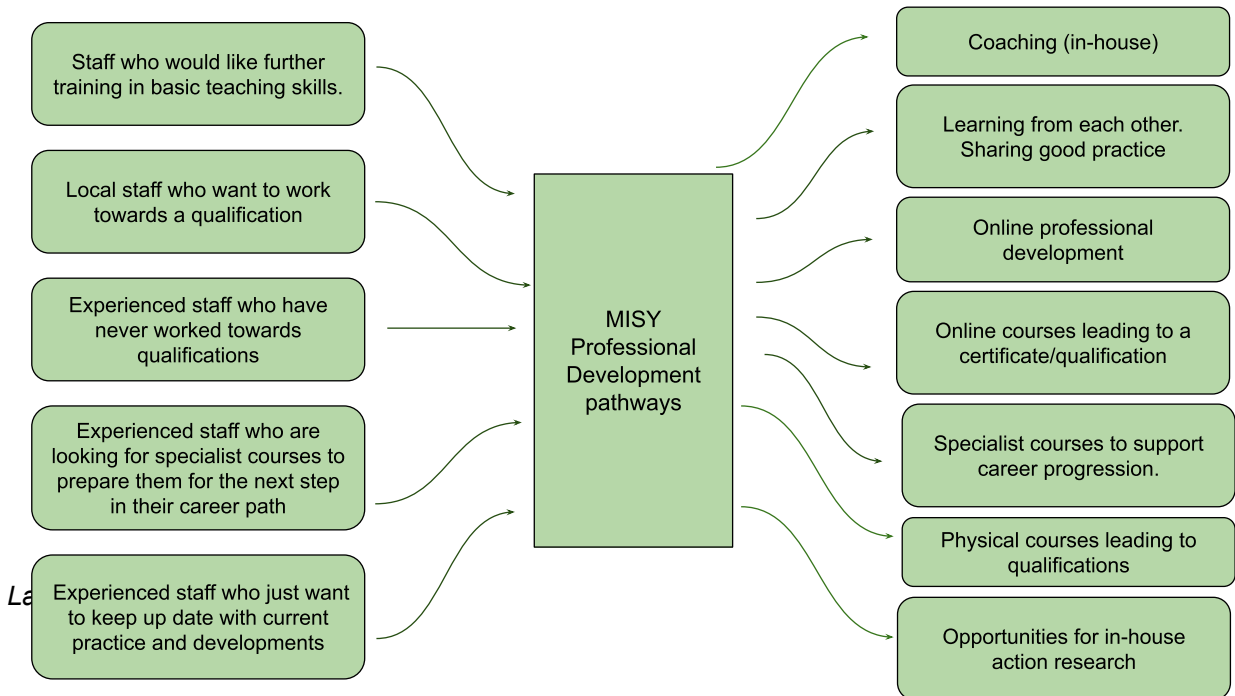 Staff who would like further
training in basic teaching skills.
Local staff who want to work
towards a qualification
Experienced staff who have
never worked towards
qualifications
Experienced staff who are
looking for specialist courses to
prepare them for the next step
in their career path
Experienced staff who just want
to keep up date with current
practice and developments
MISY
Professional
Development
pathways
Coaching (in-house)
Learning from each other.
Sharing good practice
Online professional
development
Online courses leading to a
certificate/qualification
Specialist courses to support
career progression.
Physical courses leading to
qualifications
Opportunities for in-house
action research